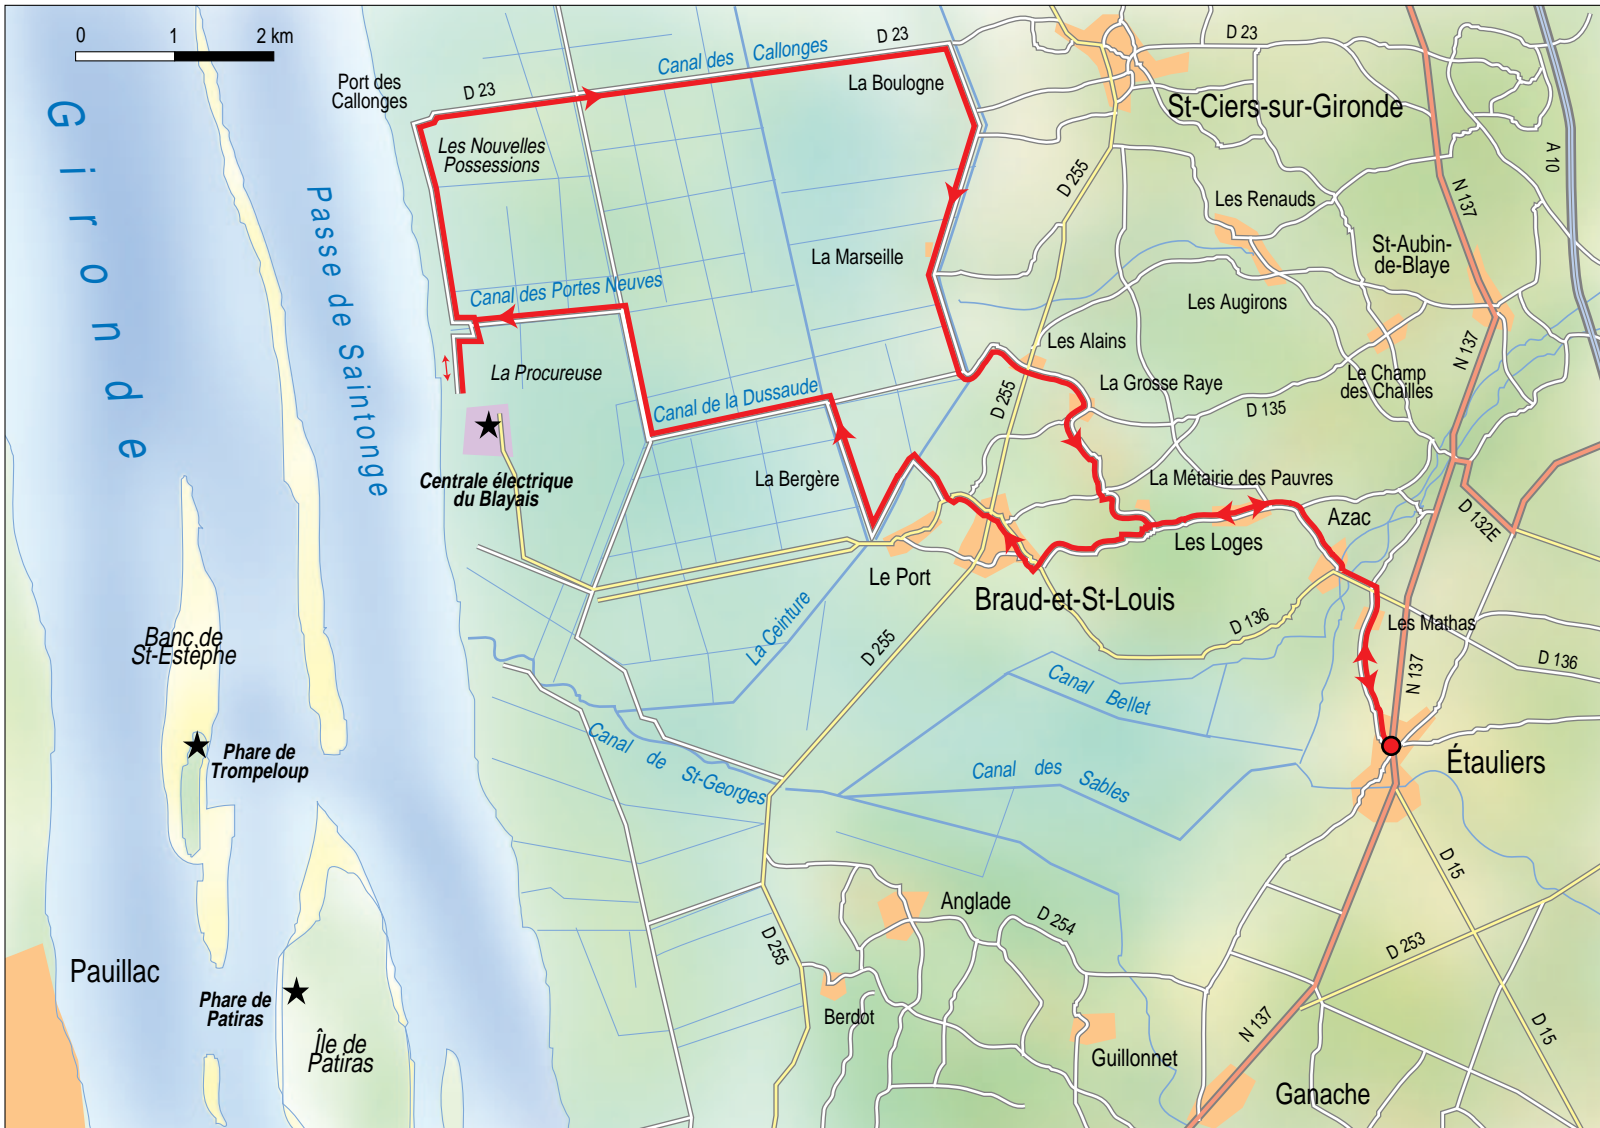 0 1 2 km
D 23
Canal des Callonges
D 23
Port des
Callonges
D 23
La Boulogne
St-Ciers-sur-Gironde
Gironde
Les Nouvelles
Possessions
A 10
D 255
Passe de Saintonge
Les Renauds
N 137
St-Aubin-
de-Blaye
La Marseille
Canal des Portes Neuves
Les Augirons
Les Alains
N 137
La Procureuse
La Grosse Raye
Le Champ
des Chailles
Canal de la Dussaude
D 255
D 135
Centrale électrique
du Blayais
La Bergère
La Métairie des Pauvres
Azac
D 132E
Les Loges
Le Port
Braud-et-St-Louis
La Ceinture
D 255
D 136
Les Mathas
Banc de
St-Estèphe
D 136
N 137
Canal Bellet
Phare de
Trompeloup
Canal de St-Georges
Canal des Sables
Étauliers
D 15
Anglade
D 254
D 255
D 253
Pauillac
Phare de
Patiras
Île de
Patiras
Berdot
N 137
D 15
Guillonnet
Ganache